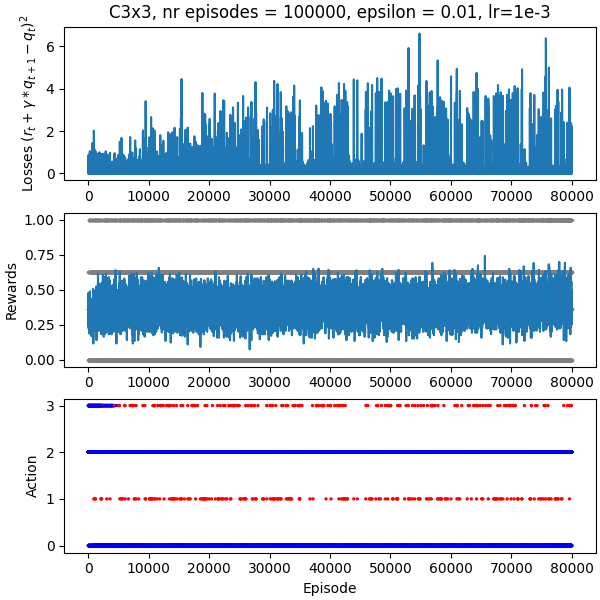 C3x3, nr episodes = 100000, epsilon = 0.01, lr=1e-3
Losses $(r_t + \gamma * q_{t+1} - q_t)^2$
6
4
2
0
0 10000 20000 30000 40000 50000 60000 70000 80000
Rewards
1.00
0.75
0.50
0.25
0.00
0 10000 20000 30000 40000 50000 60000 70000 80000
Action
3
2
1
0
0 10000 20000 30000 40000 50000 60000 70000 80000
Episode